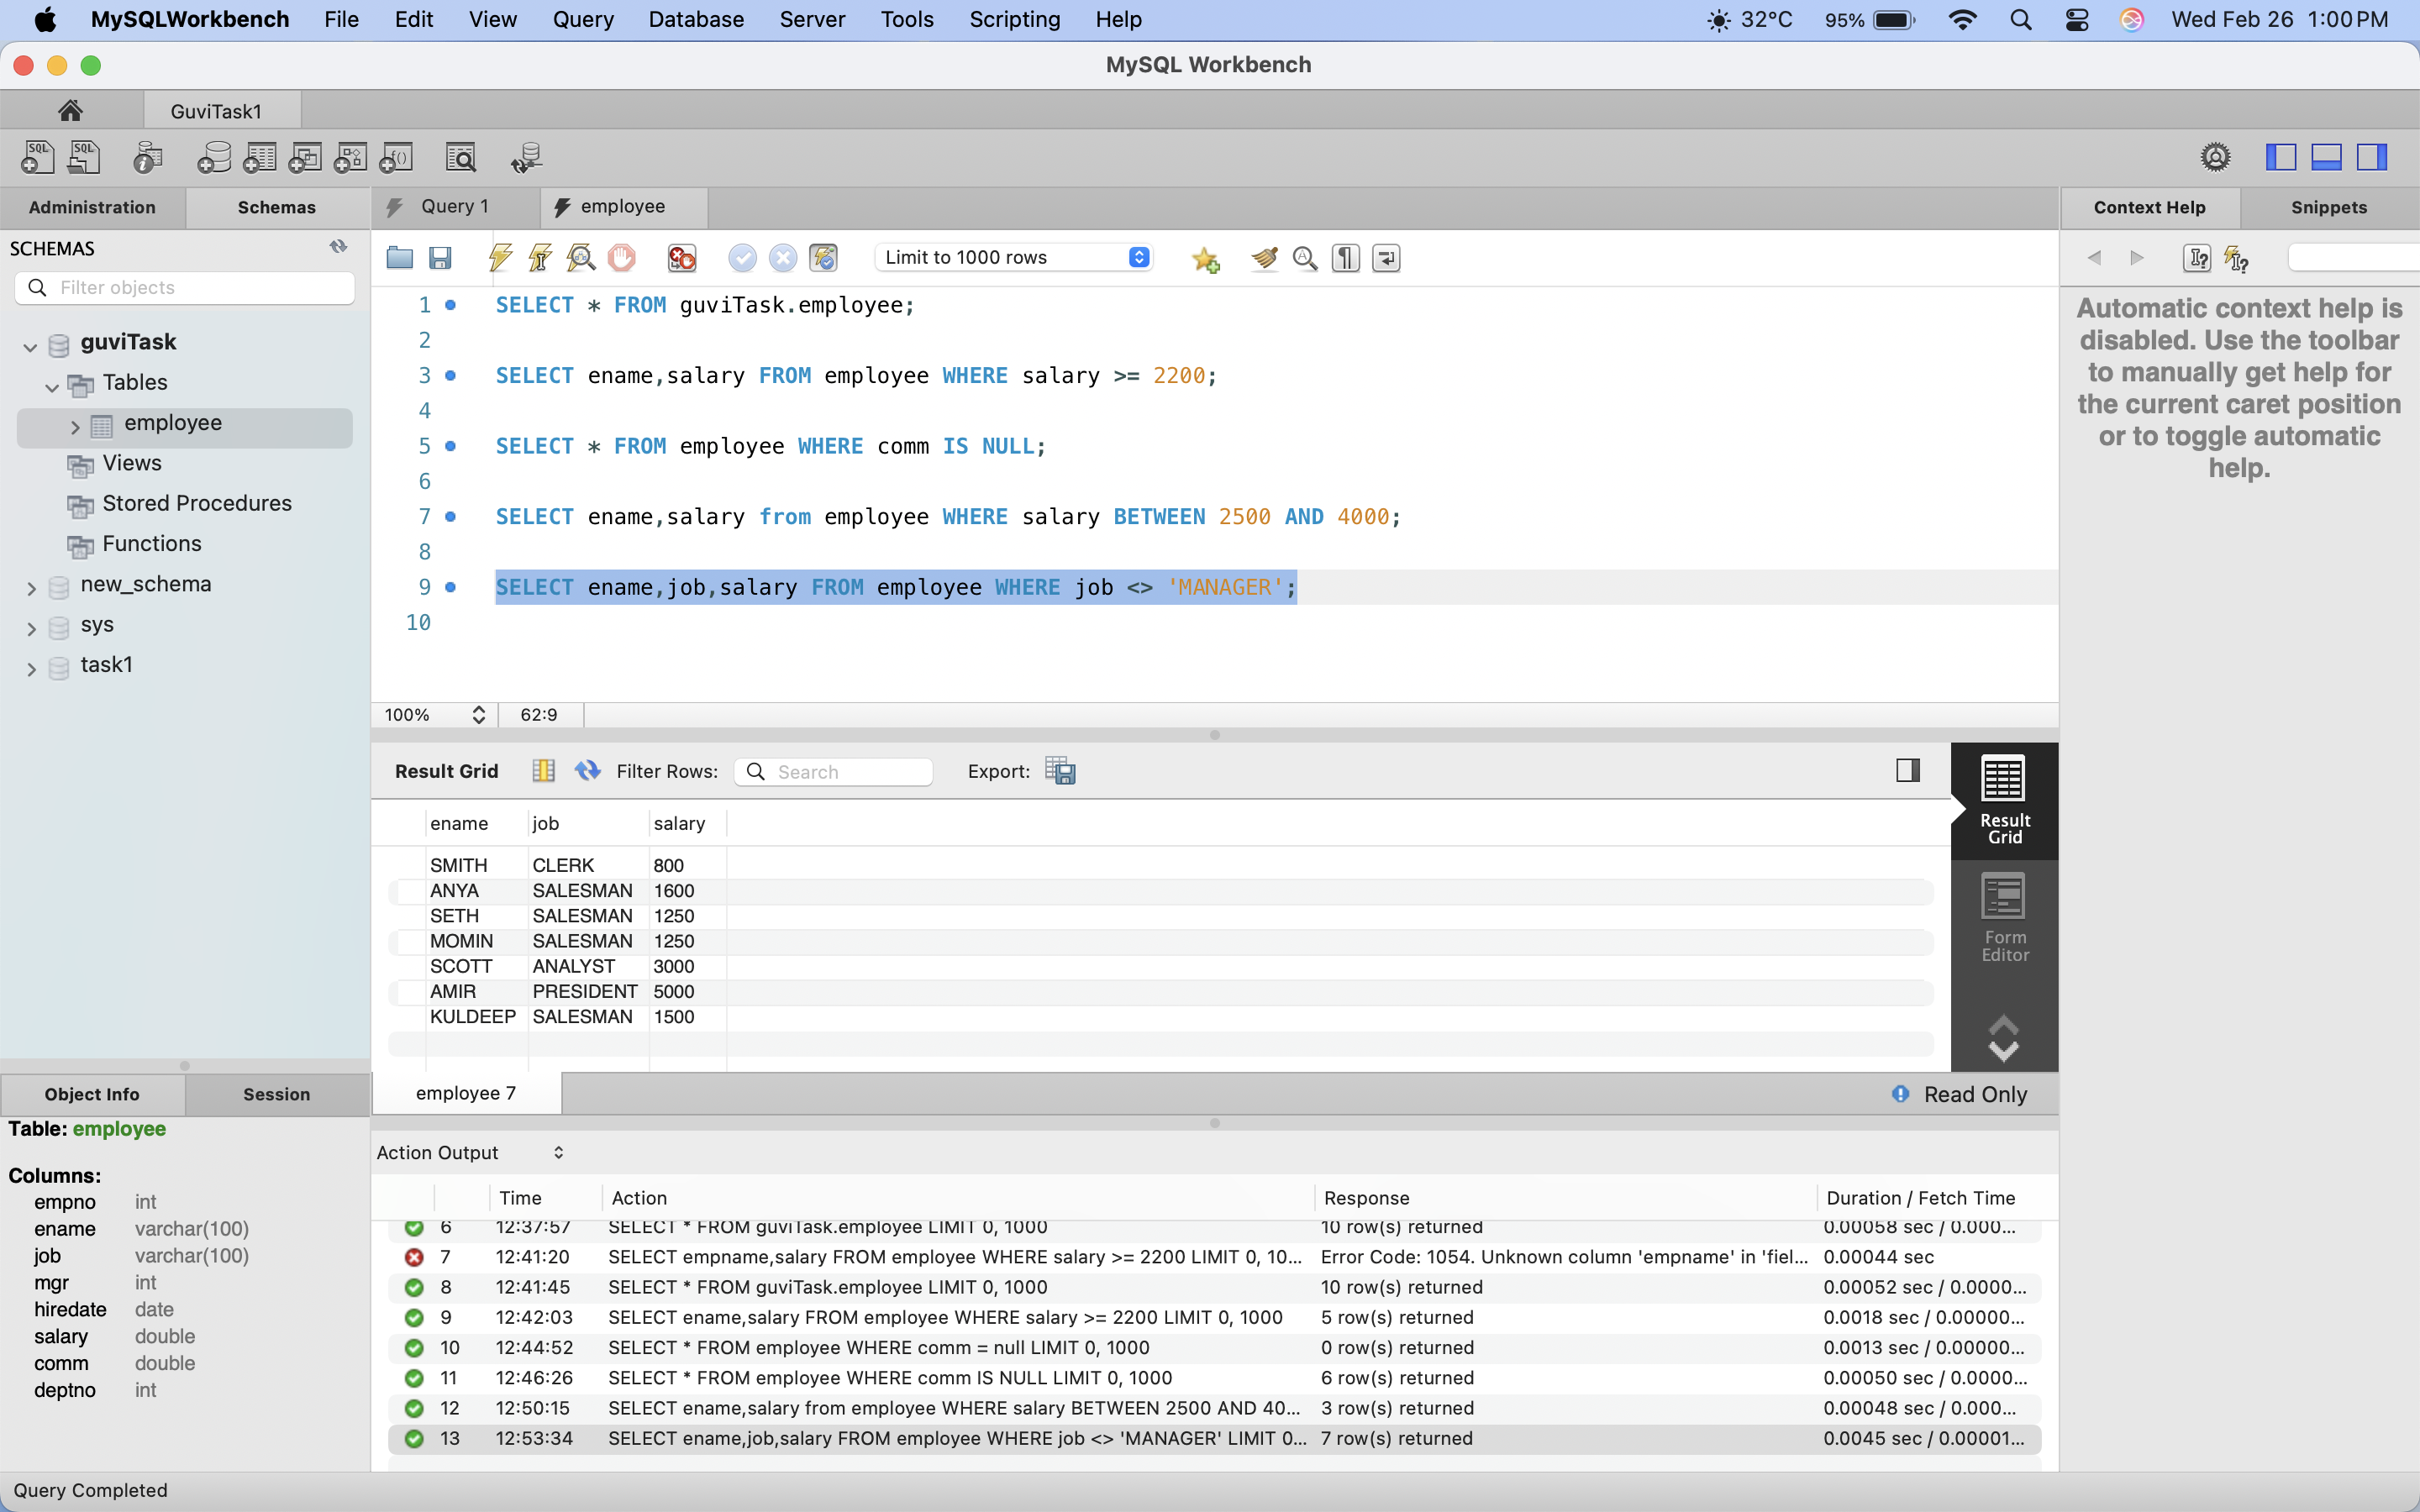 MySQLWorkbench File Edit View Query Database Server Tools Scripting Help 32°C 95% Wed Feb 26 1:00 PM
MySQL Workbench
GuviTask1
SQL SQL
Administration Schemas Query 1 employee Context Help Snippets
SCHEMAS
Filter objects
Limit to 1000 rows
guviTask
Tables
employee
Views
Stored Procedures
Functions
new_schema
sys
task1
1 SELECT * FROM guviTask.employee;
2
3 SELECT ename,salary FROM employee WHERE salary >= 2200;
4
5 SELECT * FROM employee WHERE comm IS NULL;
6
7 SELECT ename,salary from employee WHERE salary BETWEEN 2500 AND 4000;
8
9 SELECT ename,job,salary FROM employee WHERE job <> 'MANAGER';
10
100% 62:9
Automatic context help is
disabled. Use the toolbar
to manually get help for
the current caret position
or to toggle automatic
help.
Result Grid Filter Rows: Search Export:
ename job salary
SMITH CLERK 800
ANYA SALESMAN 1600
SETH SALESMAN 1250
MOMIN SALESMAN 1250
SCOTT ANALYST 3000
AMIR PRESIDENT 5000
KULDEEP SALESMAN 1500
Result
Grid
Form
Editor
employee 7 Read Only
Object Info Session
Table: employee
Columns:
empno int
ename varchar(100)
job varchar(100)
mgr int
hiredate date
salary double
comm double
deptno int
Action Output
Time Action Response Duration / Fetch Time
6 12:37:57 SELECT * FROM guviTask.employee LIMIT 0, 1000 10 row(s) returned 0.00058 sec / 0.000...
7 12:41:20 SELECT empname,salary FROM employee WHERE salary >= 2200 LIMIT 0, 10... Error Code: 1054. Unknown column 'empname' in 'fiel... 0.00044 sec
8 12:41:45 SELECT * FROM guviTask.employee LIMIT 0, 1000 10 row(s) returned 0.00052 sec / 0.0000...
9 12:42:03 SELECT ename,salary FROM employee WHERE salary >= 2200 LIMIT 0, 1000 5 row(s) returned 0.0018 sec / 0.00000...
10 12:44:52 SELECT * FROM employee WHERE comm = null LIMIT 0, 1000 0 row(s) returned 0.0013 sec / 0.00000...
11 12:46:26 SELECT * FROM employee WHERE comm IS NULL LIMIT 0, 1000 6 row(s) returned 0.00050 sec / 0.0000...
12 12:50:15 SELECT ename,salary from employee WHERE salary BETWEEN 2500 AND 40... 3 row(s) returned 0.00048 sec / 0.000...
13 12:53:34 SELECT ename,job,salary FROM employee WHERE job <> 'MANAGER' LIMIT 0... 7 row(s) returned 0.0045 sec / 0.00001...
Query Completed